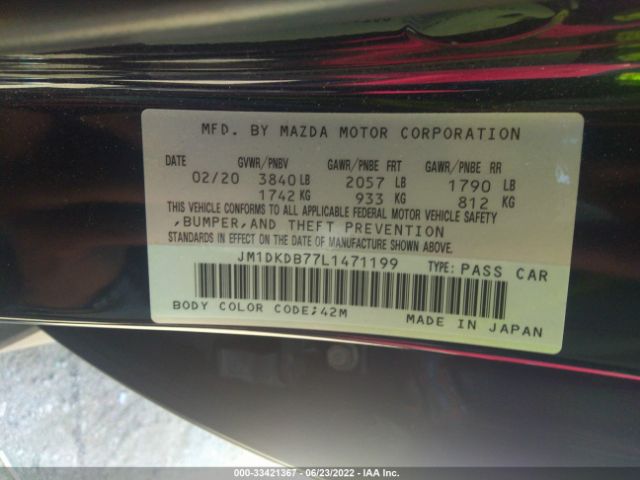 MFD. BY MAZDA MOTOR CORPORATION
DATE GVWR/PNBV GAWR/PNBE FRT GAWR/PNBE RR
02/20 3840 LB 2057 LB 1790 LB
1742 KG 933 KG 812 KG
THIS VEHICLE CONFORMS TO ALL APPLICABLE FEDERAL MOTOR VEHICLE SAFETY
,BUMPER,AND THEFT PREVENTION
STANDARDS IN EFFECT ON THE DATE OF MANUFACTURE SHOWN ABOVE.
JM1DKDB77L1471199 TYPE: PASS CAR
BODY COLOR CODE;42M MADE IN JAPAN
000-33421367 - 06/23/2022 - IAA Inc.